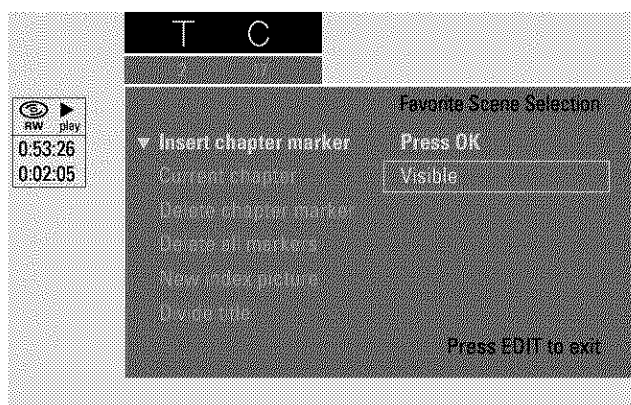 T C
Favorite Scene Selection
RW play
0:53:26
0:02:05
Insert chapter marker Press OK
Current chapter Visible
Delete chapter marker
Delete all markers
New index picture
Divide title
Press EDIT to exit